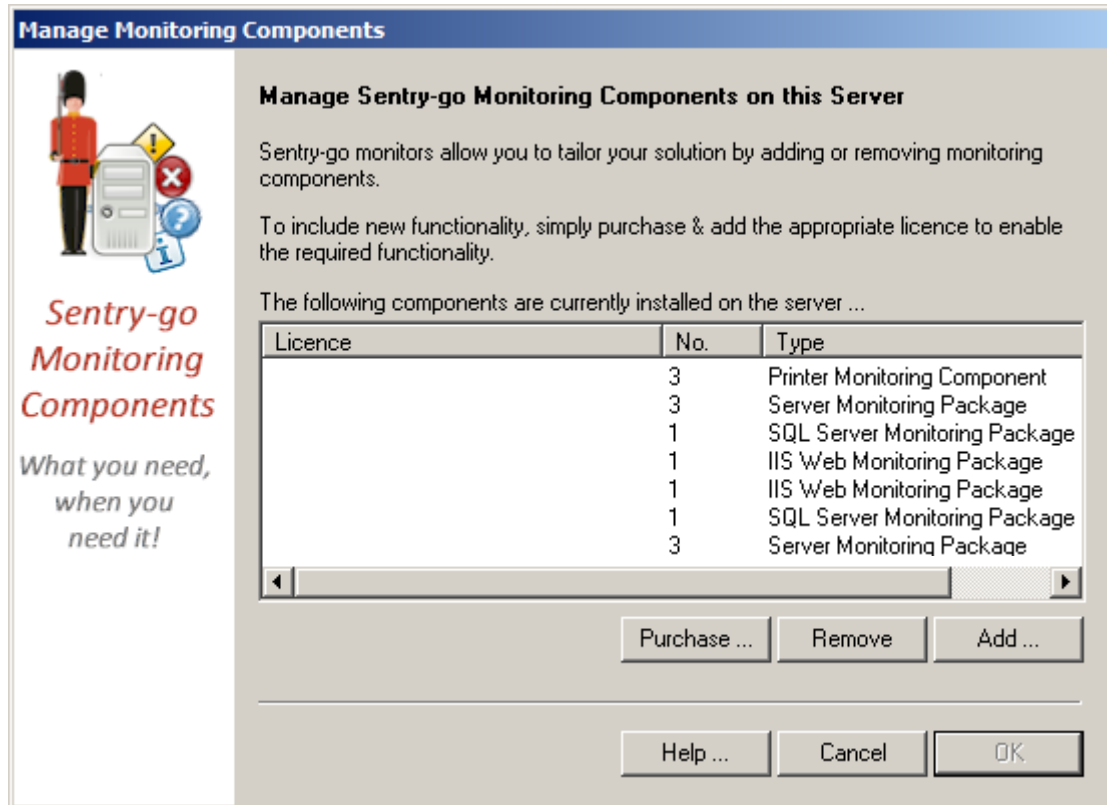 Manage Monitoring Components
Manage Sentry-go Monitoring Components on this Server
Sentry-go monitors allow you to tailor your solution by adding or removing monitoring
components.
To include new functionality, simply purchase & add the appropriate licence to enable
the required functionality.
Sentry-go
Monitoring
Components
What you need,
when you
need it!
The following components are currently installed on the server ...
Licence No. Type
3 Printer Monitoring Component
3 Server Monitoring Package
1 SQL Server Monitoring Package
1 IIS Web Monitoring Package
1 IIS Web Monitoring Package
1 SQL Server Monitoring Package
3 Server Monitoring Package
Purchase ... Remove Add ...
Help ... Cancel OK